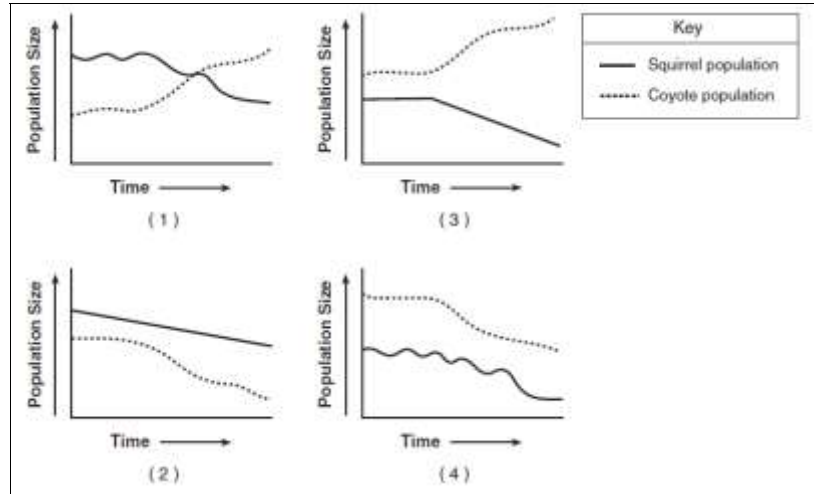 Population Size
Time
(1)
Population Size
Time
(3)
Key
Squirrel population
Coyote population
Population Size
Time
(2)
Population Size
Time
(4)